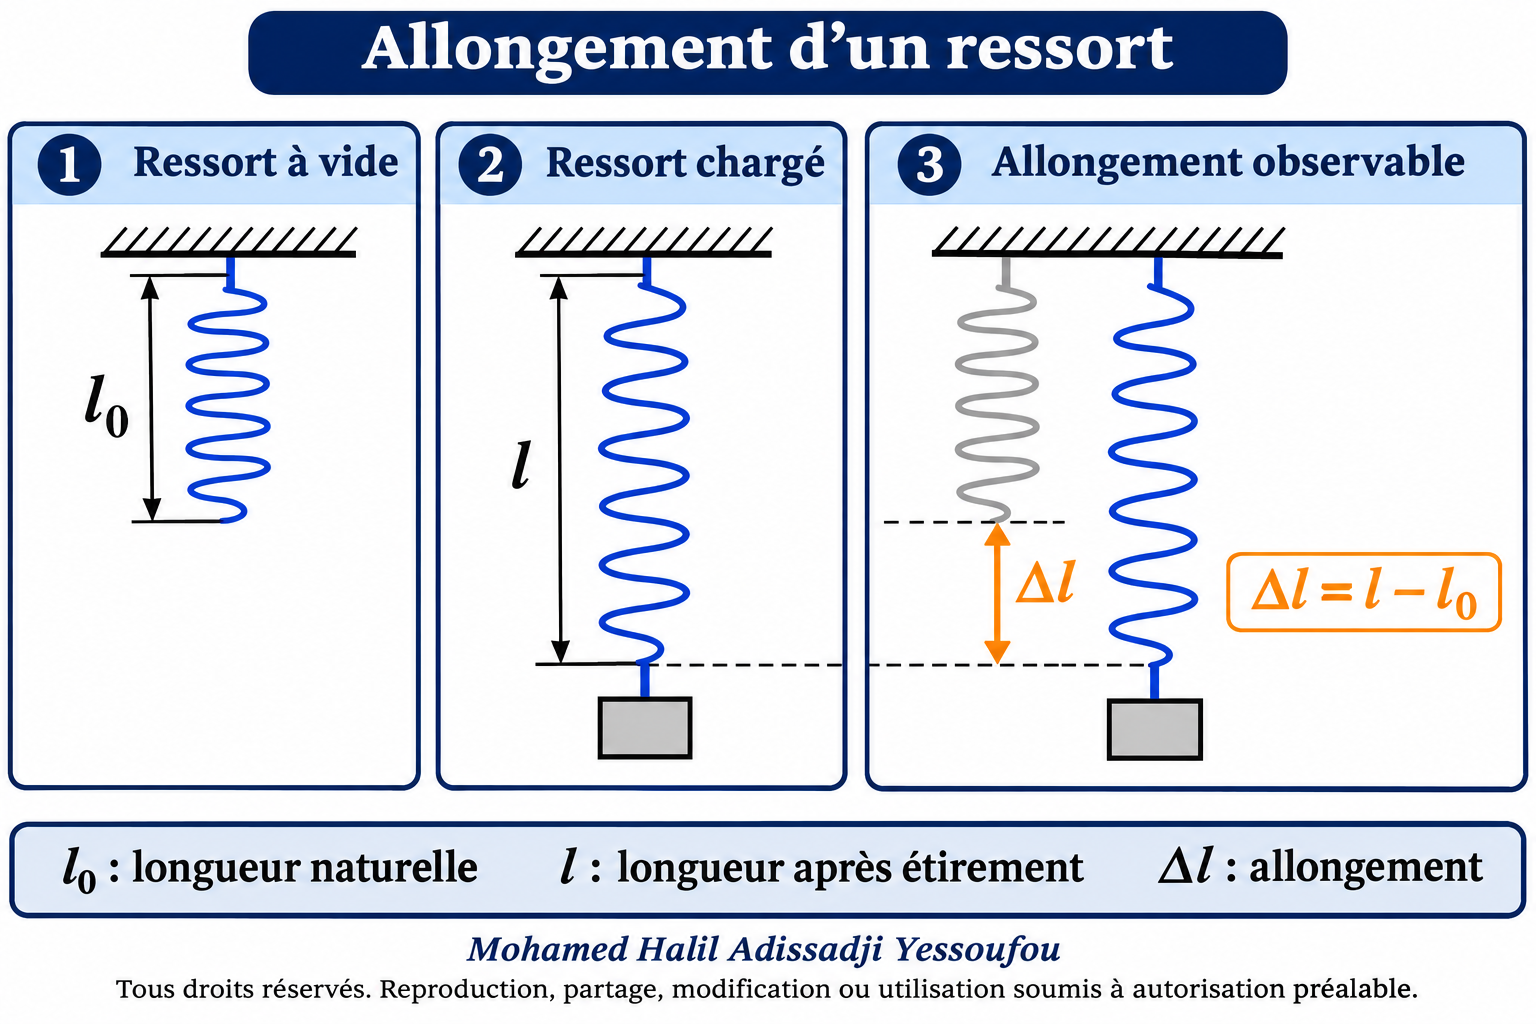 Allongement d’un ressort
1 Ressort à vide
2 Ressort chargé
3 Allongement observable
l₀
l
Δl
Δl = l − l₀
l₀ : longueur naturelle l : longueur après étirement Δl : allongement
Mohamed Halil Adissadji Yessoufou
Tous droits réservés. Reproduction, partage, modification ou utilisation soumis à autorisation préalable.